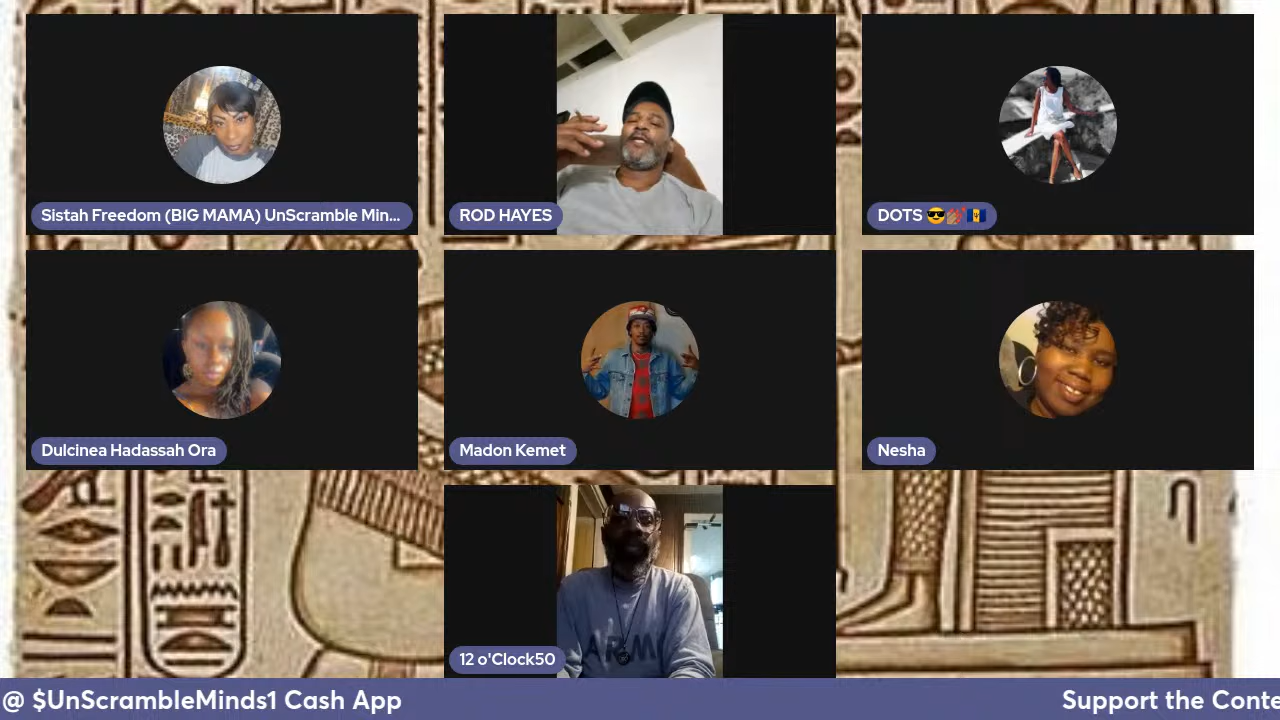 Sistah Freedom (BIG MAMA) UnScramble Min...
ROD HAYES
DOTS 😎💅🏾🇧🇧
Dulcinea Hadassah Ora
Madon Kemet
Nesha
ARMY
12 o'Clock50
@ $UnScrambleMinds1 Cash App
Support the Conte